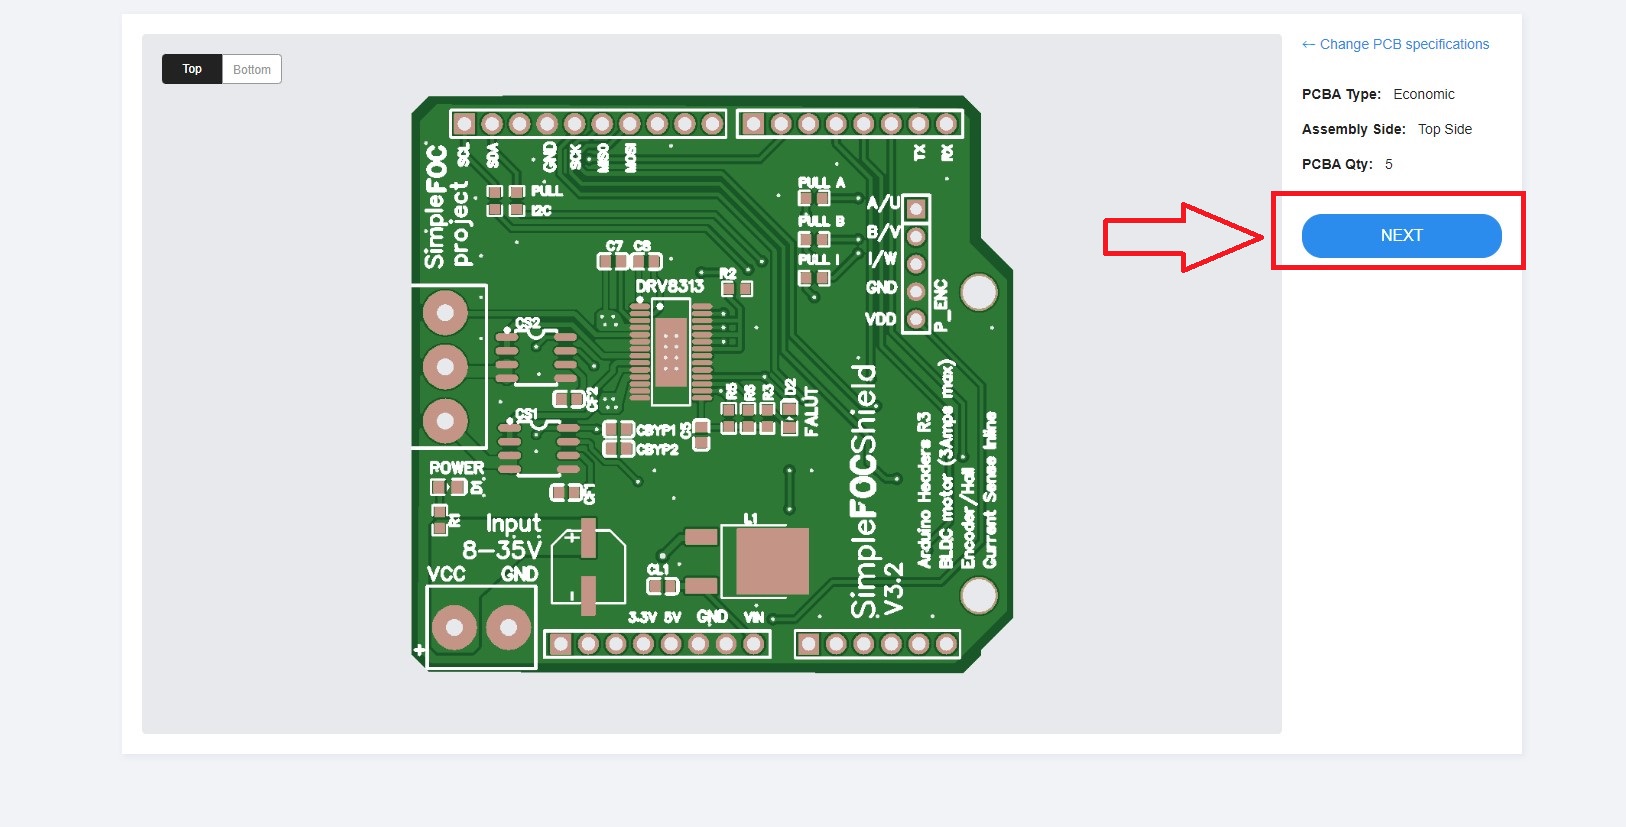 Top Bottom
← Change PCB specifications
PCBA Type: Economic
Assembly Side: Top Side
PCBA Qty: 5
NEXT
SCL SDA GND SCK MISO MOSI
TX RX
SimpleFOC
project
PULL
I2C
PULL A
PULL B
PULL I
A/U
B/V
I/W
GND
VDD
P_ENC
C7 C8
R2
DRV8313
CS2
CF2
CS1
CBYP1
CBYP2
R5 R6 R3 D2
FALUT
POWER
D1
CF1
Input
8-35V
VCC GND
+
+
-
L1
CL1
3.3V 5V GND VIN
SimpleFOCShield
V3.2
Arduino Headers R3
BLDC motor (3Amps max)
Encoder/Hall
Current Sense Inline